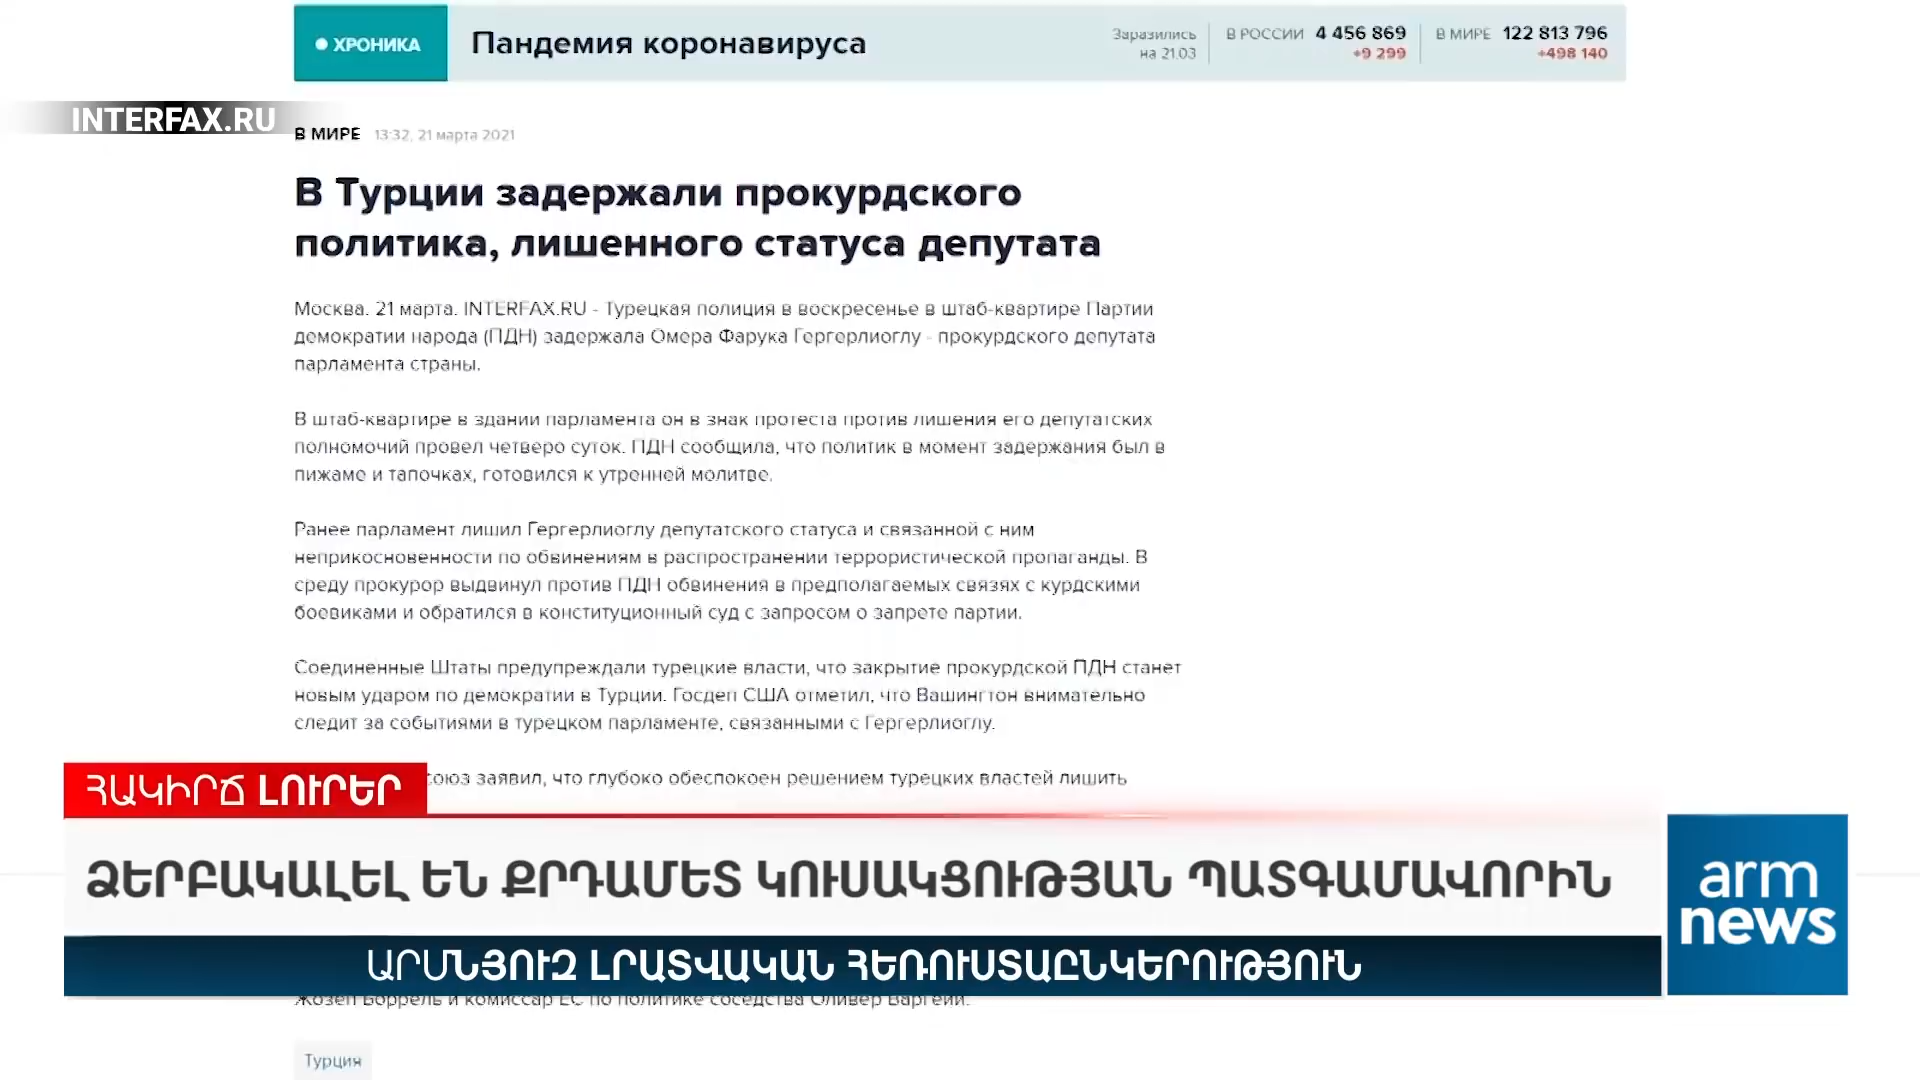 ХРОНИКА
Пандемия коронавируса
Заразились на 21.03
В РОССИИ 4 456 869 +9 299
В МИРЕ 122 813 796 +498 140
INTERFAX.RU
В МИРЕ 13:32, 21 марта 2021
В Турции задержали прокурдского
политика, лишенного статуса депутата
Москва. 21 марта. INTERFAX.RU - Турецкая полиция в воскресенье в штаб-квартире Партии
демократии народа (ПДН) задержала Омера Фарука Гергерлиоглу - прокурдского депутата
парламента страны.
В штаб-квартире в здании парламента он в знак протеста против лишения его депутатских
полномочий провел четверо суток. ПДН сообщила, что политик в момент задержания был в
пижаме и тапочках, готовился к утренней молитве.
Ранее парламент лишил Гергерлиоглу депутатского статуса и связанной с ним
неприкосновенности по обвинениям в распространении террористической пропаганды. В
среду прокурор выдвинул против ПДН обвинения в предполагаемых связях с курдскими
боевиками и обратился в конституционный суд с запросом о запрете партии.
Соединенные Штаты предупреждали турецкие власти, что закрытие прокурдской ПДН станет
новым ударом по демократии в Турции. Госдеп США отметил, что Вашингтон внимательно
следит за событиями в турецком парламенте, связанными с Гергерлиоглу.
союз заявил, что глубоко обеспокоен решением турецких властей лишить
ՀԱԿԻՐՃ ԼՈՒՐԵՐ
ՁԵՐԲԱԿԱԼԵԼ ԵՆ ՔՐԴԱՄԵՏ ԿՈՒՍԱԿՑՈՒԹՅԱՆ ՊԱՏԳԱՄԱՎՈՐԻՆ
arm
news
ԱՐՄՆՅՈՒԶ ԼՐԱՏՎԱԿԱՆ ՀԵՌՈՒՍՏԱԸՆԿԵՐՈՒԹՅՈՒՆ
Жозеп Боррель и комиссар ЕС по политике соседства Оливер Вархейи.
Турция